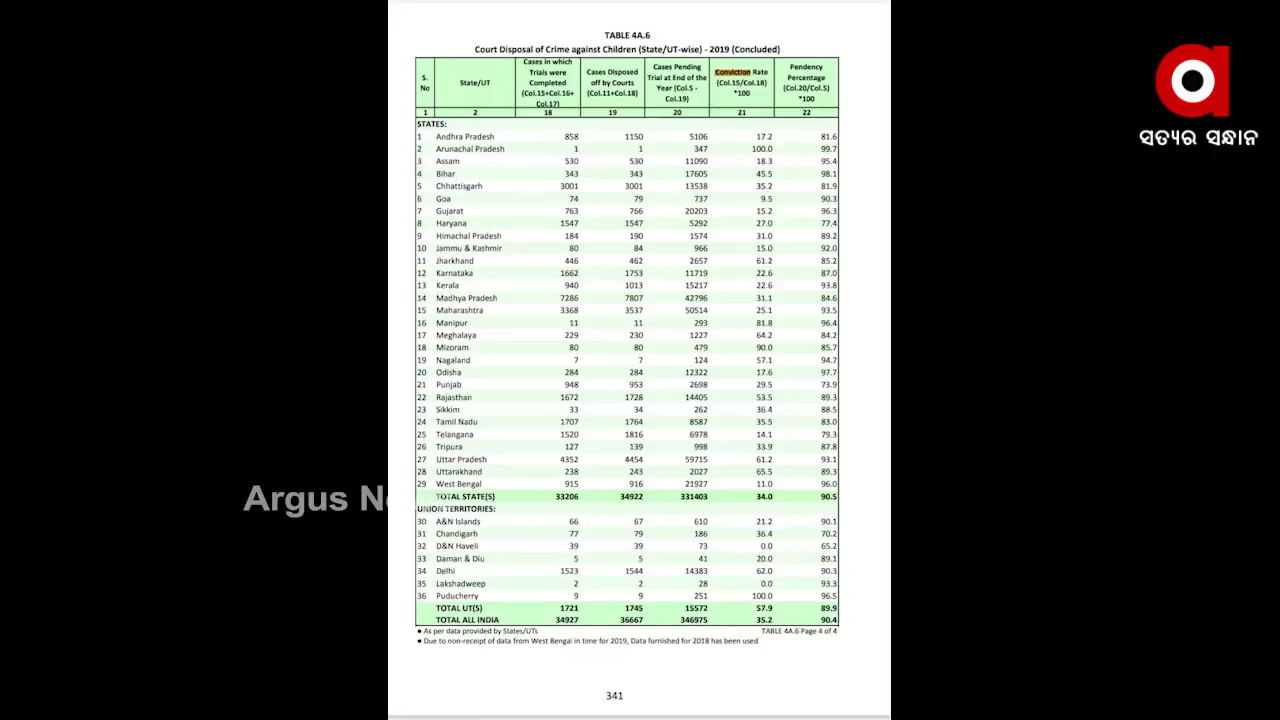 TABLE 4A.6
Court Disposal of Crime against Children (State/UT-wise) - 2019 (Concluded)
S. No State/UT Cases in which Trials were Completed (Col.15+Col.16+ Col.17) Cases Disposed off by Courts (Col.11+Col.18) Cases Pending Trial at End of the Year (Col.5 - Col.19) Conviction Rate (Col.15/Col.18) *100 Pendency Percentage (Col.20/Col.5) *100
1 2 18 19 20 21 22
STATES:
1 Andhra Pradesh 858 1150 5106 17.2 81.6
2 Arunachal Pradesh 1 1 347 100.0 99.7
3 Assam 530 530 11090 18.3 95.4
4 Bihar 343 343 17605 45.5 98.1
5 Chhattisgarh 3001 3001 13538 35.2 81.9
6 Goa 74 79 737 9.5 90.3
7 Gujarat 763 766 20203 15.2 96.3
8 Haryana 1547 1547 5292 27.0 77.4
9 Himachal Pradesh 184 190 1574 31.0 89.2
10 Jammu & Kashmir 80 84 966 15.0 92.0
11 Jharkhand 446 462 2657 61.2 85.2
12 Karnataka 1662 1753 11719 22.6 87.0
13 Kerala 940 1013 15217 22.6 93.8
14 Madhya Pradesh 7286 7807 42796 31.1 84.6
15 Maharashtra 3368 3537 50514 25.1 93.5
16 Manipur 11 11 293 81.8 96.4
17 Meghalaya 229 230 1227 64.2 84.2
18 Mizoram 80 80 479 90.0 85.7
19 Nagaland 7 7 124 57.1 94.7
20 Odisha 284 284 12322 17.6 97.7
21 Punjab 948 953 2698 29.5 73.9
22 Rajasthan 1672 1728 14405 53.5 89.3
23 Sikkim 33 34 262 36.4 88.5
24 Tamil Nadu 1707 1764 8587 35.5 83.0
25 Telangana 1520 1816 6978 14.1 79.3
26 Tripura 127 139 998 33.9 87.8
27 Uttar Pradesh 4352 4454 59715 61.2 93.1
28 Uttarakhand 238 243 2027 65.5 89.3
29 West Bengal 915 916 21927 11.0 96.0
TOTAL STATE(S) 33206 34922 331403 34.0 90.5
UNION TERRITORIES:
30 A&N Islands 66 67 610 21.2 90.1
31 Chandigarh 77 79 186 36.4 70.2
32 D&N Haveli 39 39 73 0.0 65.2
33 Daman & Diu 5 5 41 20.0 89.1
34 Delhi 1523 1544 14383 62.0 90.3
35 Lakshadweep 2 2 28 0.0 93.3
36 Puducherry 9 9 251 100.0 96.5
TOTAL UT(S) 1721 1745 15572 57.9 89.9
TOTAL ALL INDIA 34927 36667 346975 35.2 90.4
● As per data provided by States/UTs TABLE 4A.6 Page 4 of 4
● Due to non-receipt of data from West Bengal in time for 2019, Data furnished for 2018 has been used
341
Argus
ସତ୍ୟର ସନ୍ଧାନ